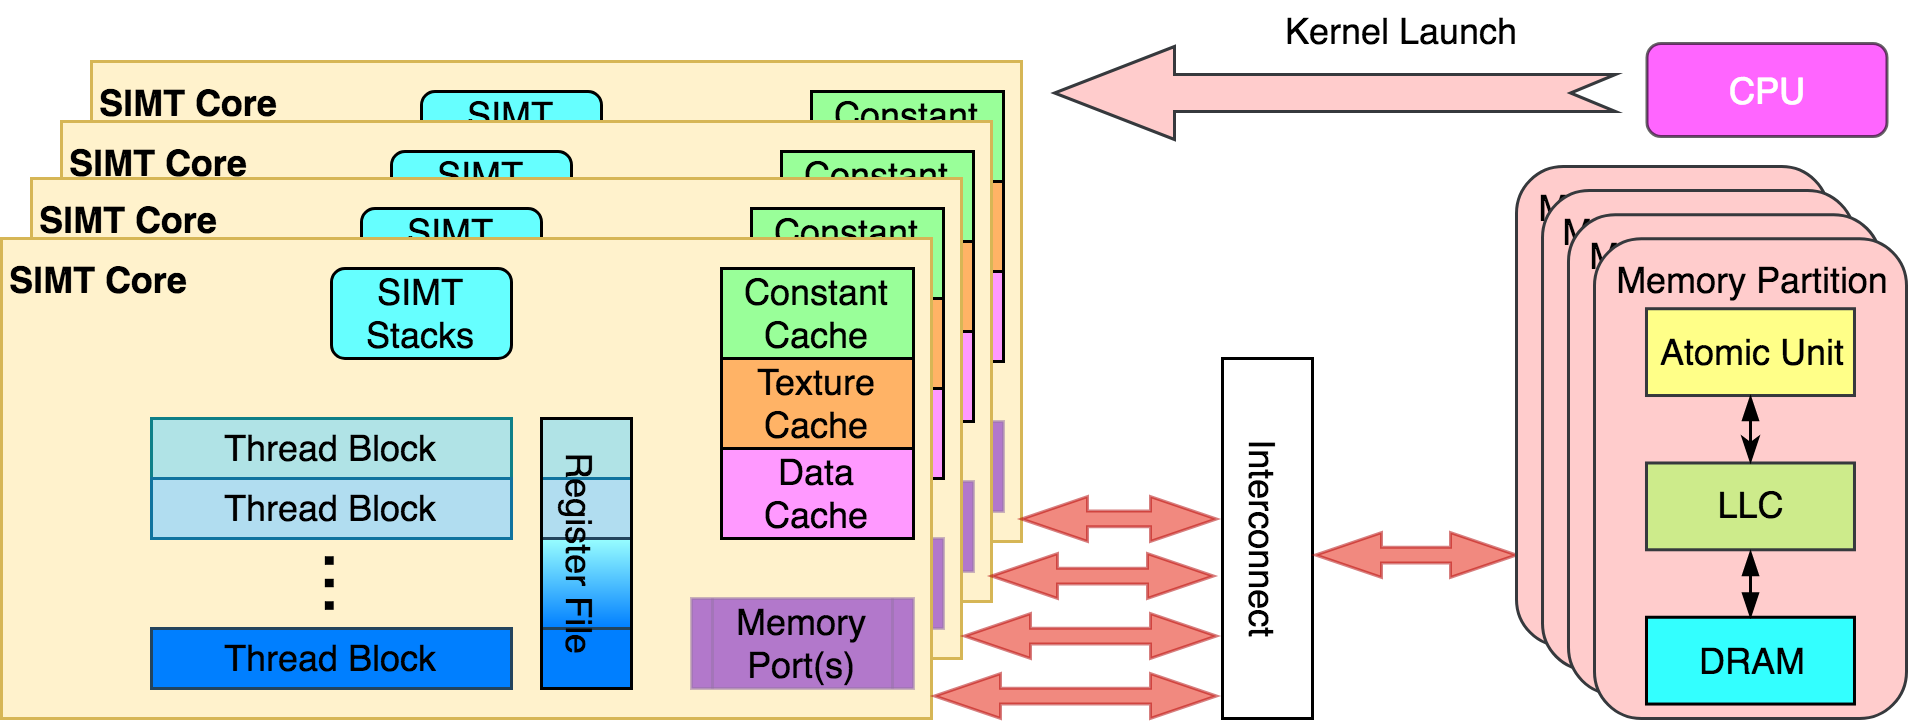 Kernel Launch
CPU
SIMT Core
SIMT
Constant
SIMT Core
SIMT
Constant
SIMT Core
SIMT
Constant
SIMT Core
SIMT
Stacks
Constant
Cache
Texture
Cache
Data
Cache
Thread Block
Thread Block
Thread Block
Register File
Memory
Port(s)
Interconnect
M
M
M
Memory Partition
Atomic Unit
LLC
DRAM